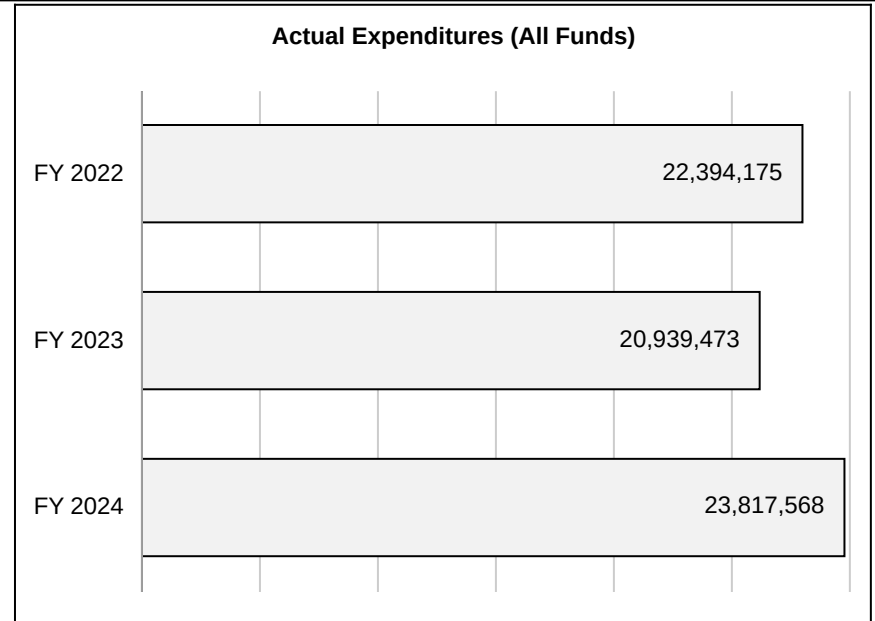 Actual Expenditures (All Funds)
FY 2022
22,394,175
FY 2023
20,939,473
FY 2024
23,817,568